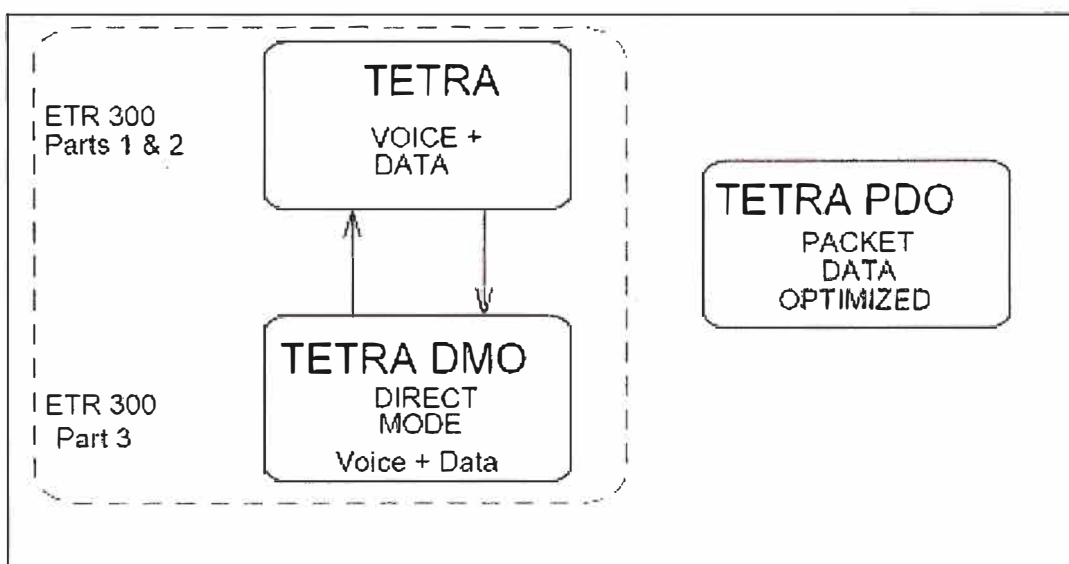 ETR 300
Parts 1 & 2
TETRA
VOICE +
DATA
TETRA PDO
PACKET
DATA
OPTIMIZED
ETR 300
Part 3
TETRA DMO
DIRECT
MODE
Voice + Data